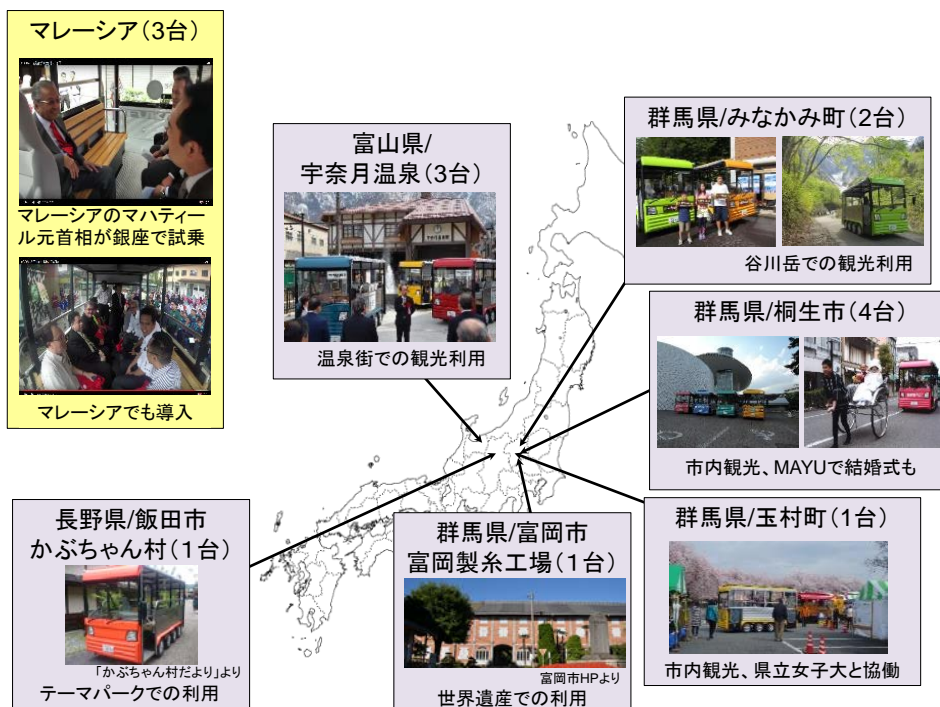 マレーシア(3台)
マレーシアのマハティー
ル元首相が銀座で試乗
マレーシアでも導入
富山県/
宇奈月温泉(3台)
温泉街での観光利用
群馬県/みなかみ町(2台)
谷川岳での観光利用
群馬県/桐生市(4台)
市内観光、MAYUで結婚式も
長野県/飯田市
かぶちゃん村(1台)
「かぶちゃん村だより」より
テーマパークでの利用
群馬県/富岡市
富岡製糸工場(1台)
富岡市HPより
世界遺産での利用
群馬県/玉村町(1台)
市内観光、県立女子大と協働